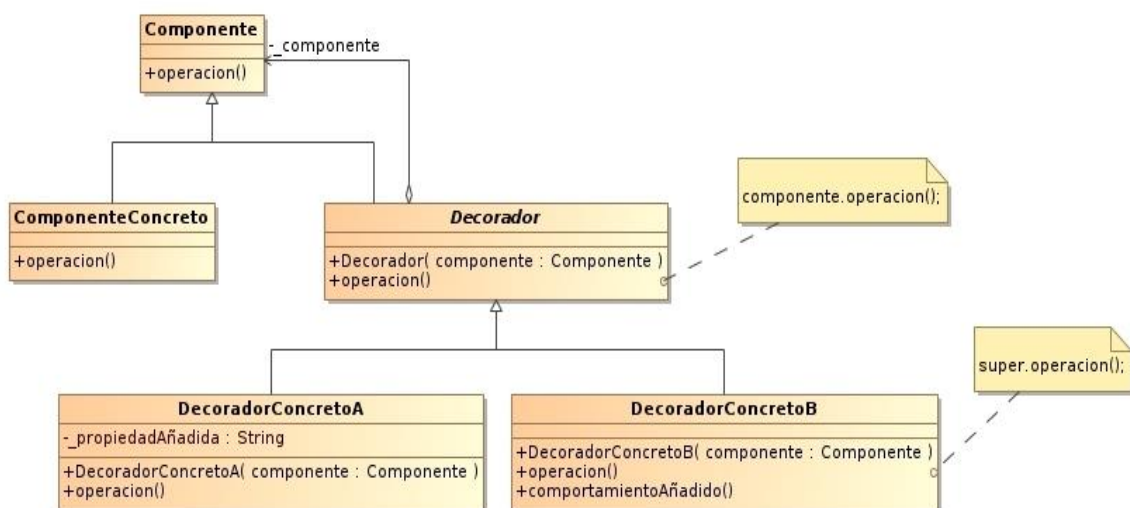 Componente
-_componente
+operacion()
ComponenteConcreto
+operacion()
Decorador
+Decorador( componente : Componente )
+operacion()
componente.operacion();
super.operacion();
DecoradorConcretoA
-_propiedadAñadida : String
+DecoradorConcretoA( componente : Componente )
+operacion()
DecoradorConcretoB
+DecoradorConcretoB( componente : Componente )
+operacion()
+comportamientoAñadido()